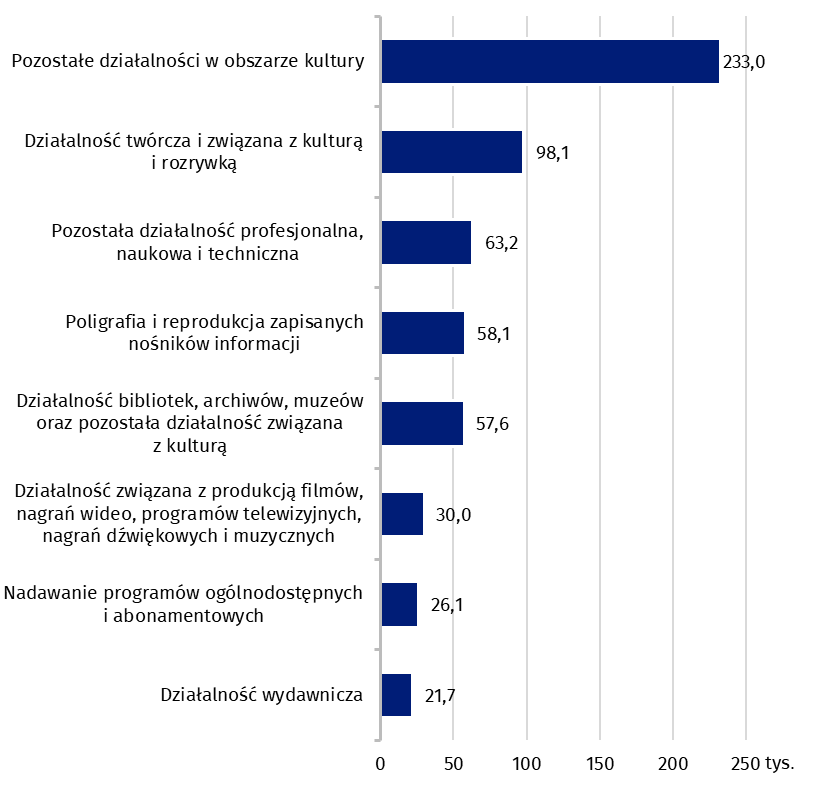 Pozostałe działalności w obszarze kultury
233,0
Działalność twórcza i związana z kulturą
i rozrywką
98,1
Pozostała działalność profesjonalna,
naukowa i techniczna
63,2
Poligrafia i reprodukcja zapisanych
nośników informacji
58,1
Działalność bibliotek, archiwów, muzeów
oraz pozostała działalność związana
z kulturą
57,6
Działalność związana z produkcją filmów,
nagrań wideo, programów telewizyjnych,
nagrań dźwiękowych i muzycznych
30,0
Nadawanie programów ogólnodostępnych
i abonamentowych
26,1
Działalność wydawnicza
21,7
0 50 100 150 200 250 tys.